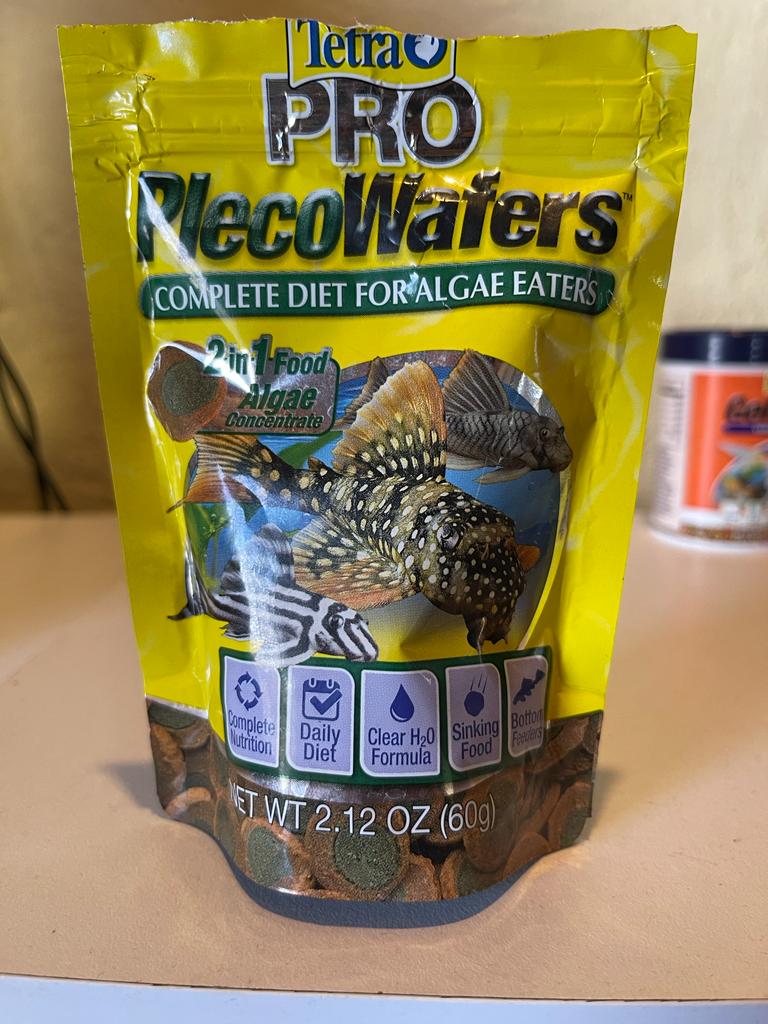 Tetra
PRO
PlecoWafers™
COMPLETE DIET FOR ALGAE EATERS
2 in 1 Food
Algae
Concentrate
Complete Nutrition
Daily Diet
Clear H₂O Formula
Sinking Food
Bottom Feeders
NET WT 2.12 OZ (60g)